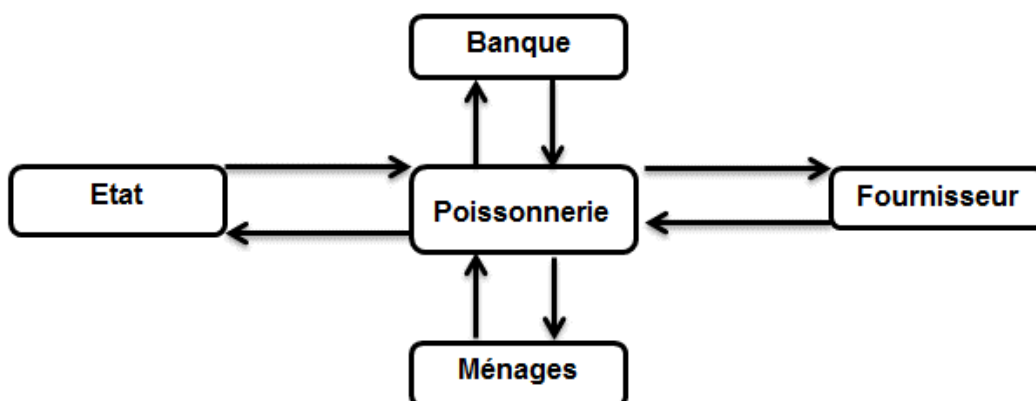 Banque
Etat
Poissonnerie
Fournisseur
Ménages